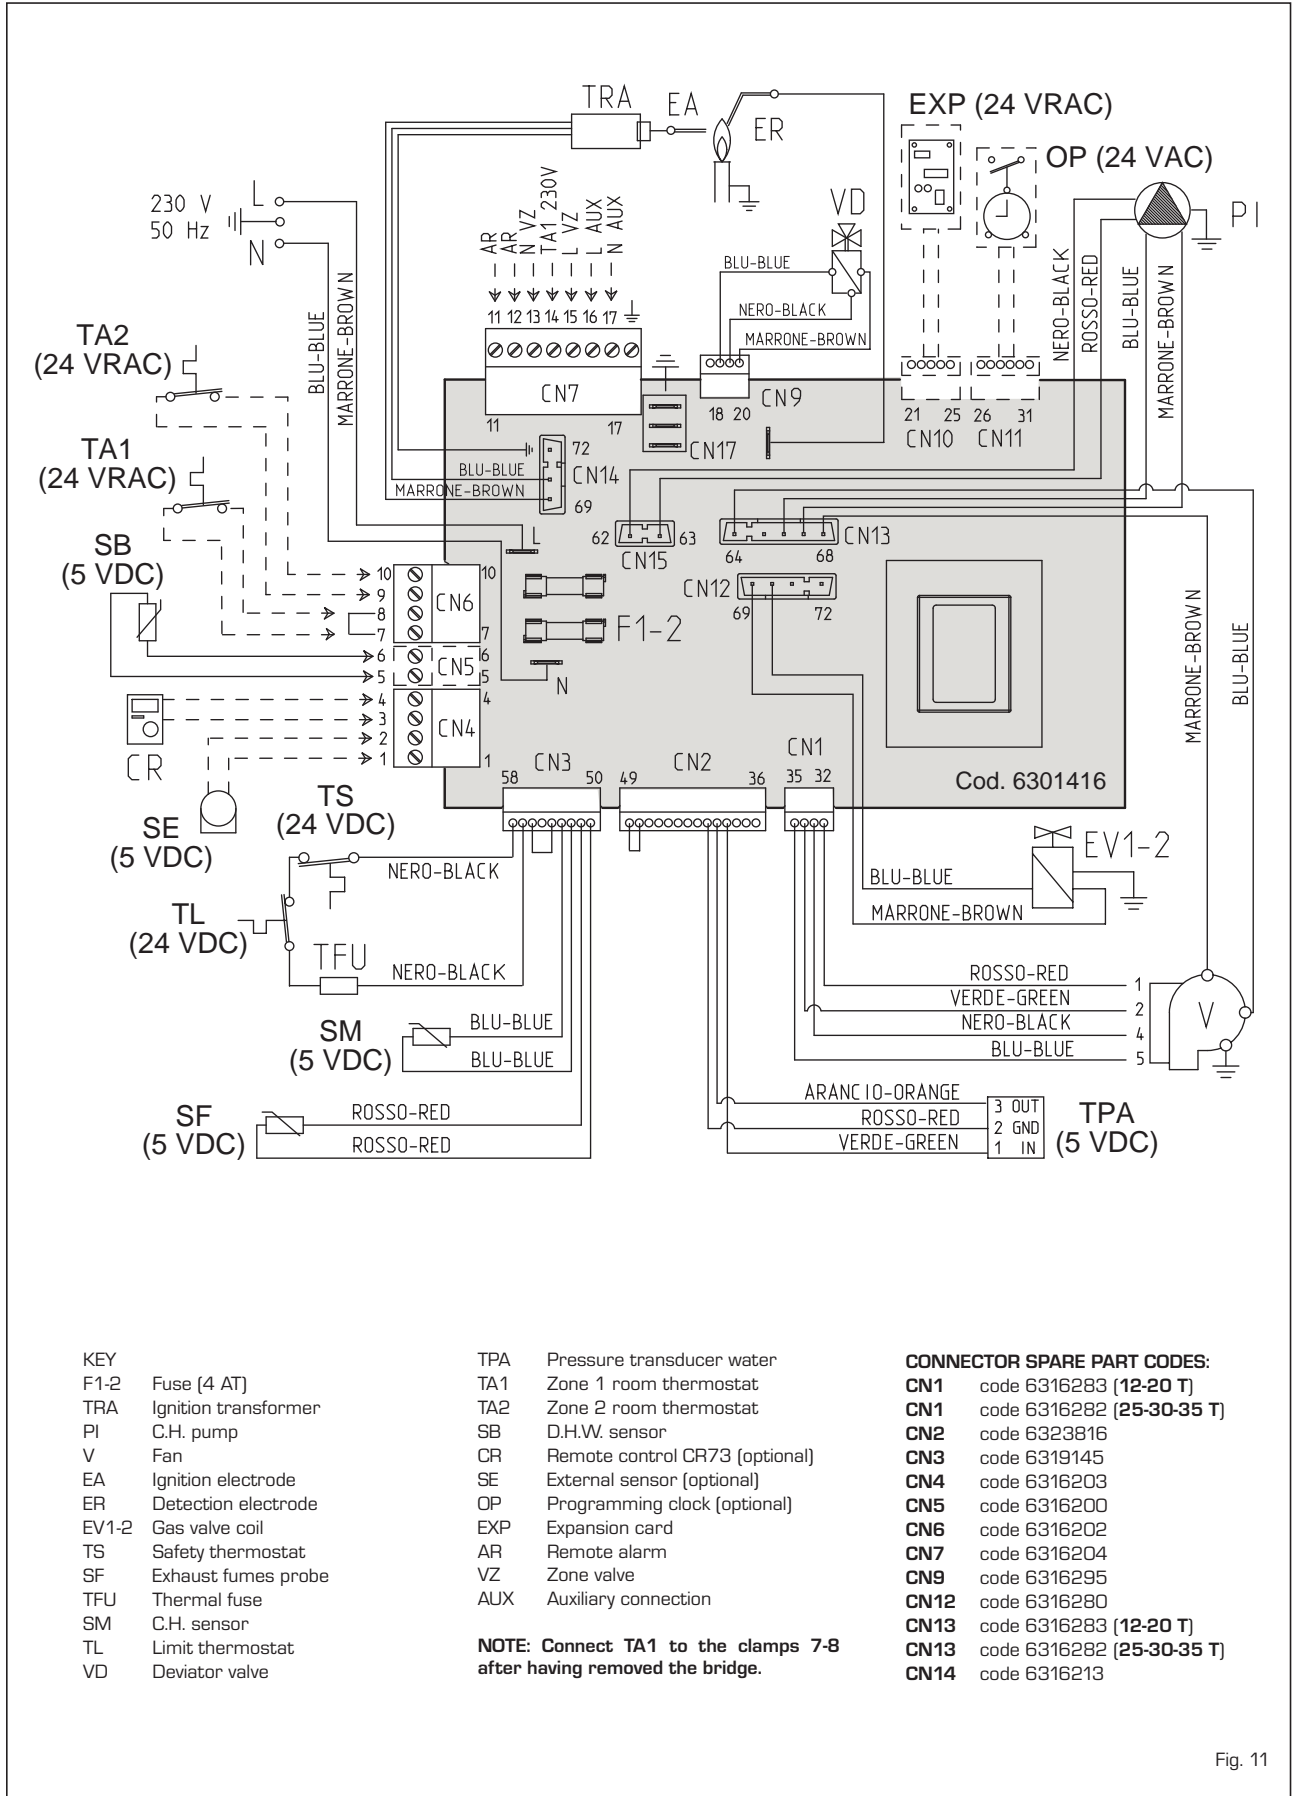 TRA
EA
ER
EXP (24 VRAC)
OP (24 VAC)
230 V
50 Hz
L
N
AR
AR
N VZ
TA1 230V
L VZ
L AUX
N AUX
11 12 13 14 15 16 17
VD
PI
BLU-BLUE
NERO-BLACK
MARRONE-BROWN
NERO-BLACK
ROSSO-RED
BLU-BLUE
MARRONE-BROWN
BLU-BLUE
MARRONE-BROWN
TA2
(24 VRAC)
TA1
(24 VRAC)
SB
(5 VDC)
CN7
11
17
18 20
CN9
CN17
21 25
CN10
26 31
CN11
72
CN14
69
BLU-BLUE
MARRONE-BROWN
L
62 63
CN15
64 68
CN13
CN12
69 72
F1-2
N
10
9
8
7
6
5
4
3
2
1
10
CN6
7
6
CN5
5
4
CN4
1
CR
SE
(5 VDC)
MARRONE-BROWN
BLU-BLUE
CN3
58 50
CN2
49 36
CN1
35 32
Cod. 6301416
TS
(24 VDC)
NERO-BLACK
TL
(24 VDC)
TFU
NERO-BLACK
EV1-2
BLU-BLUE
MARRONE-BROWN
SM
(5 VDC)
BLU-BLUE
BLU-BLUE
ROSSO-RED 1
VERDE-GREEN 2
NERO-BLACK 4
BLU-BLUE 5
V
SF
(5 VDC)
ROSSO-RED
ROSSO-RED
ARANCIO-ORANGE 3 OUT
ROSSO-RED 2 GND
VERDE-GREEN 1 IN
TPA
(5 VDC)
KEY
F1-2 Fuse (4 AT)
TRA Ignition transformer
PI C.H. pump
V Fan
EA Ignition electrode
ER Detection electrode
EV1-2 Gas valve coil
TS Safety thermostat
SF Exhaust fumes probe
TFU Thermal fuse
SM C.H. sensor
TL Limit thermostat
VD Deviator valve
TPA Pressure transducer water
TA1 Zone 1 room thermostat
TA2 Zone 2 room thermostat
SB D.H.W. sensor
CR Remote control CR73 (optional)
SE External sensor (optional)
OP Programming clock (optional)
EXP Expansion card
AR Remote alarm
VZ Zone valve
AUX Auxiliary connection
NOTE: Connect TA1 to the clamps 7-8
after having removed the bridge.
CONNECTOR SPARE PART CODES:
CN1 code 6316283 (12-20 T)
CN1 code 6316282 (25-30-35 T)
CN2 code 6323816
CN3 code 6319145
CN4 code 6316203
CN5 code 6316200
CN6 code 6316202
CN7 code 6316204
CN9 code 6316295
CN12 code 6316280
CN13 code 6316283 (12-20 T)
CN13 code 6316282 (25-30-35 T)
CN14 code 6316213
Fig. 11